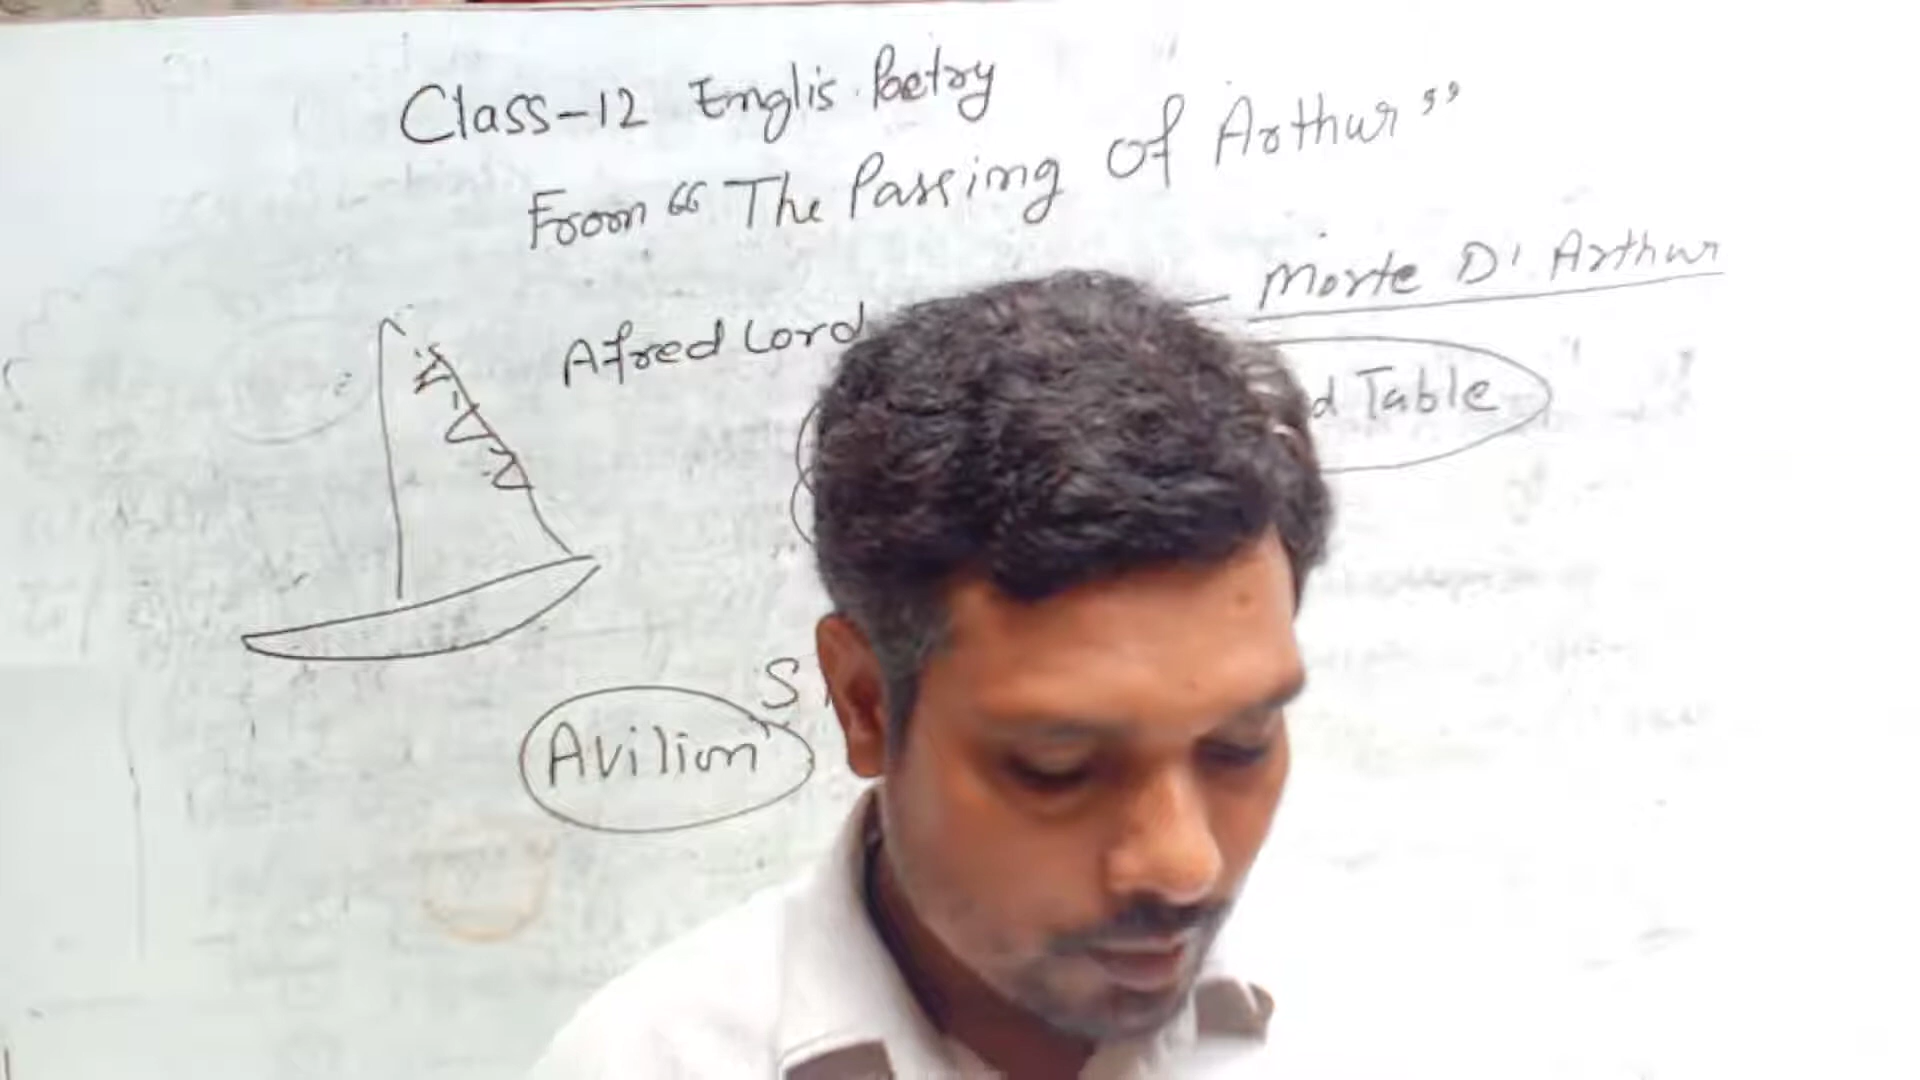 Class-12 Englis Poetry
From “The Passing Of Arthur”
Morte D' Arthur
Afred Lord
d Table
S
Avilion